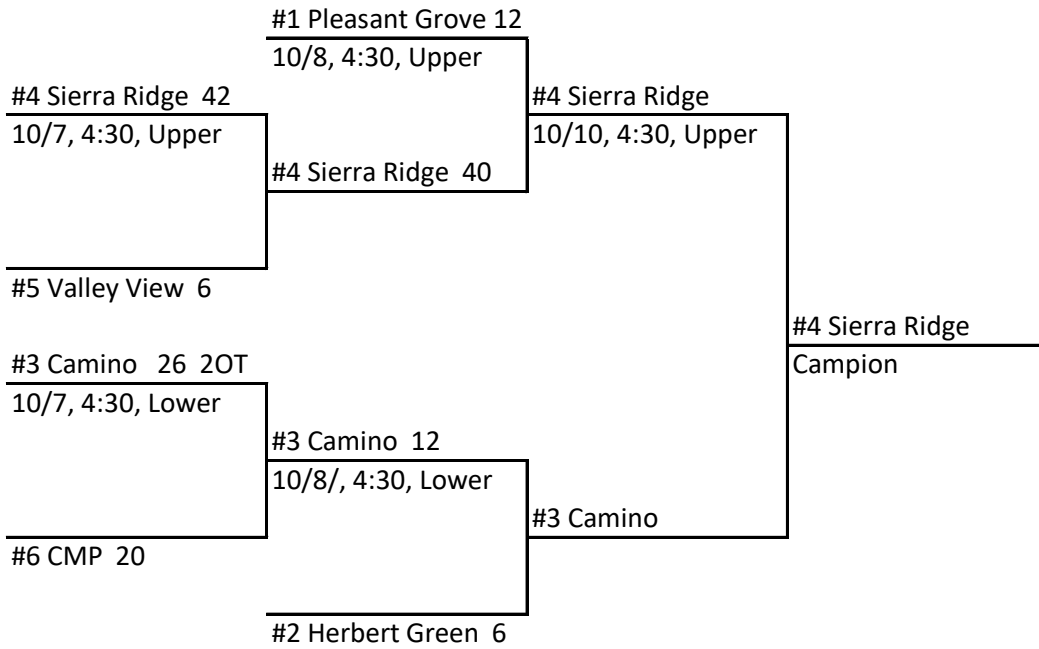 #1 Pleasant Grove 12
10/8, 4:30, Upper
#4 Sierra Ridge  42
#4 Sierra Ridge
10/7, 4:30, Upper
10/10, 4:30, Upper
#4 Sierra Ridge  40
#5 Valley View  6
#4 Sierra Ridge
#3 Camino   26  2OT
Campion
10/7, 4:30, Lower
#3 Camino  12
10/8/, 4:30, Lower
#3 Camino
#6 CMP  20
#2 Herbert Green  6